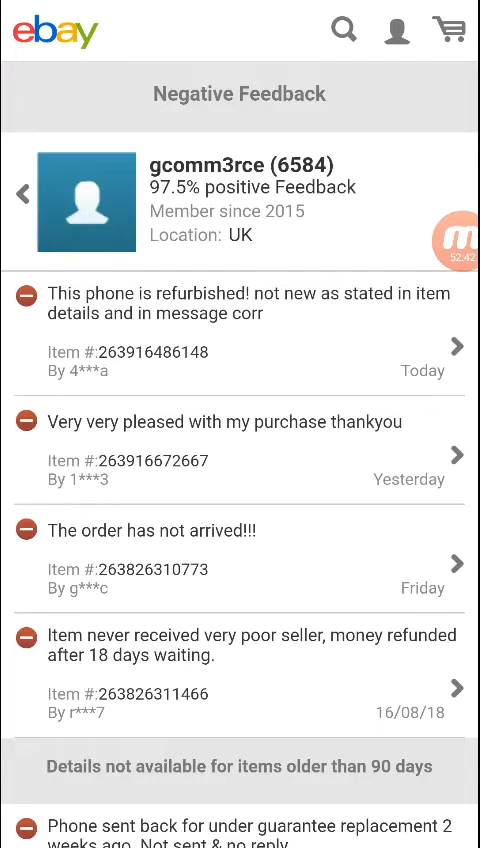 ebay
Negative Feedback
gcomm3rce (6584)
97.5% positive Feedback
Member since 2015
Location: UK
52:42
This phone is refurbished! not new as stated in item
details and in message corr
Item #:263916486148
By 4***a
Today
Very very pleased with my purchase thankyou
Item #:263916672667
By 1***3
Yesterday
The order has not arrived!!!
Item #:263826310773
By g***c
Friday
Item never received very poor seller, money refunded
after 18 days waiting.
Item #:263826311466
By r***7
16/08/18
Details not available for items older than 90 days
Phone sent back for under guarantee replacement 2
weeks ago. Not sent & no reply